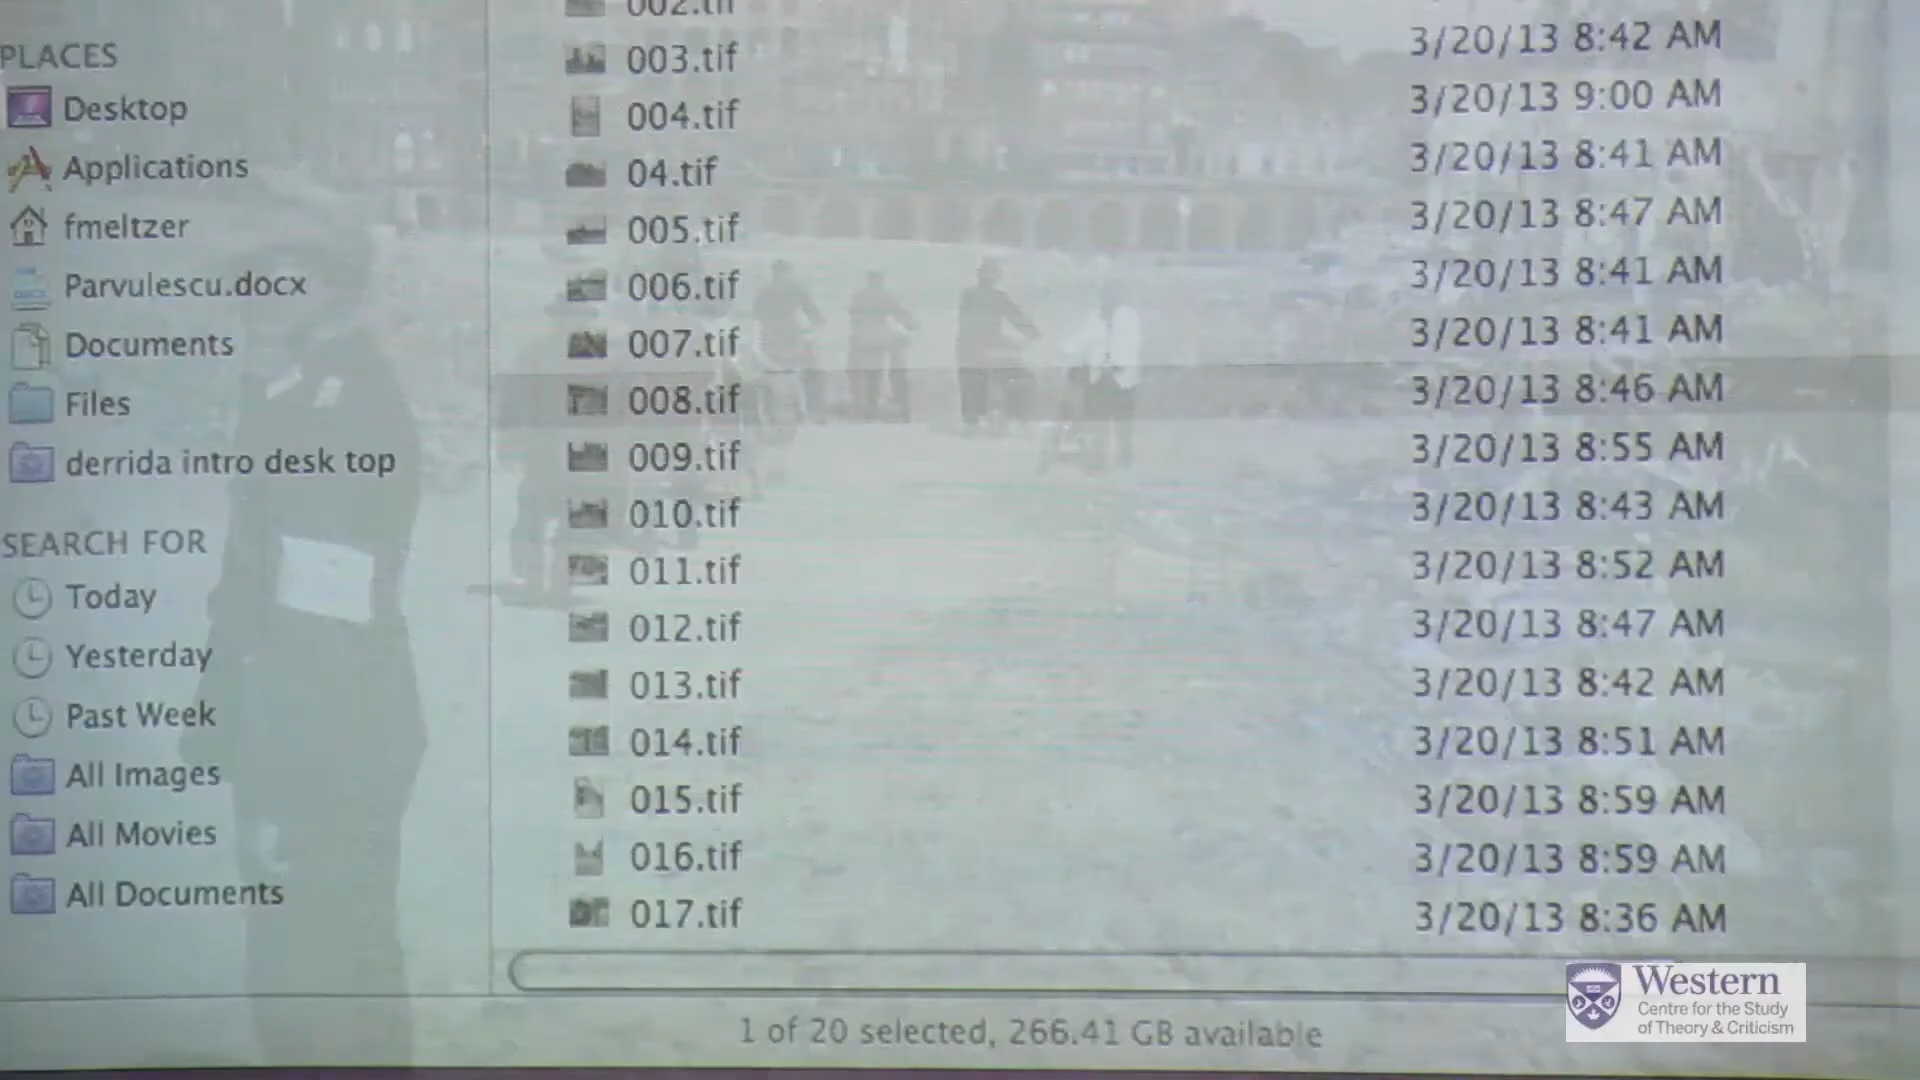 PLACES
Desktop
Applications
fmeltzer
Parvulescu.docx
Documents
Files
derrida intro desk top
SEARCH FOR
Today
Yesterday
Past Week
All Images
All Movies
All Documents
002.tif
003.tif 3/20/13 8:42 AM
004.tif 3/20/13 9:00 AM
04.tif 3/20/13 8:41 AM
005.tif 3/20/13 8:47 AM
006.tif 3/20/13 8:41 AM
007.tif 3/20/13 8:41 AM
008.tif 3/20/13 8:46 AM
009.tif 3/20/13 8:55 AM
010.tif 3/20/13 8:43 AM
011.tif 3/20/13 8:52 AM
012.tif 3/20/13 8:47 AM
013.tif 3/20/13 8:42 AM
014.tif 3/20/13 8:51 AM
015.tif 3/20/13 8:59 AM
016.tif 3/20/13 8:59 AM
017.tif 3/20/13 8:36 AM
1 of 20 selected, 266.41 GB available
Western
Centre for the Study
of Theory & Criticism